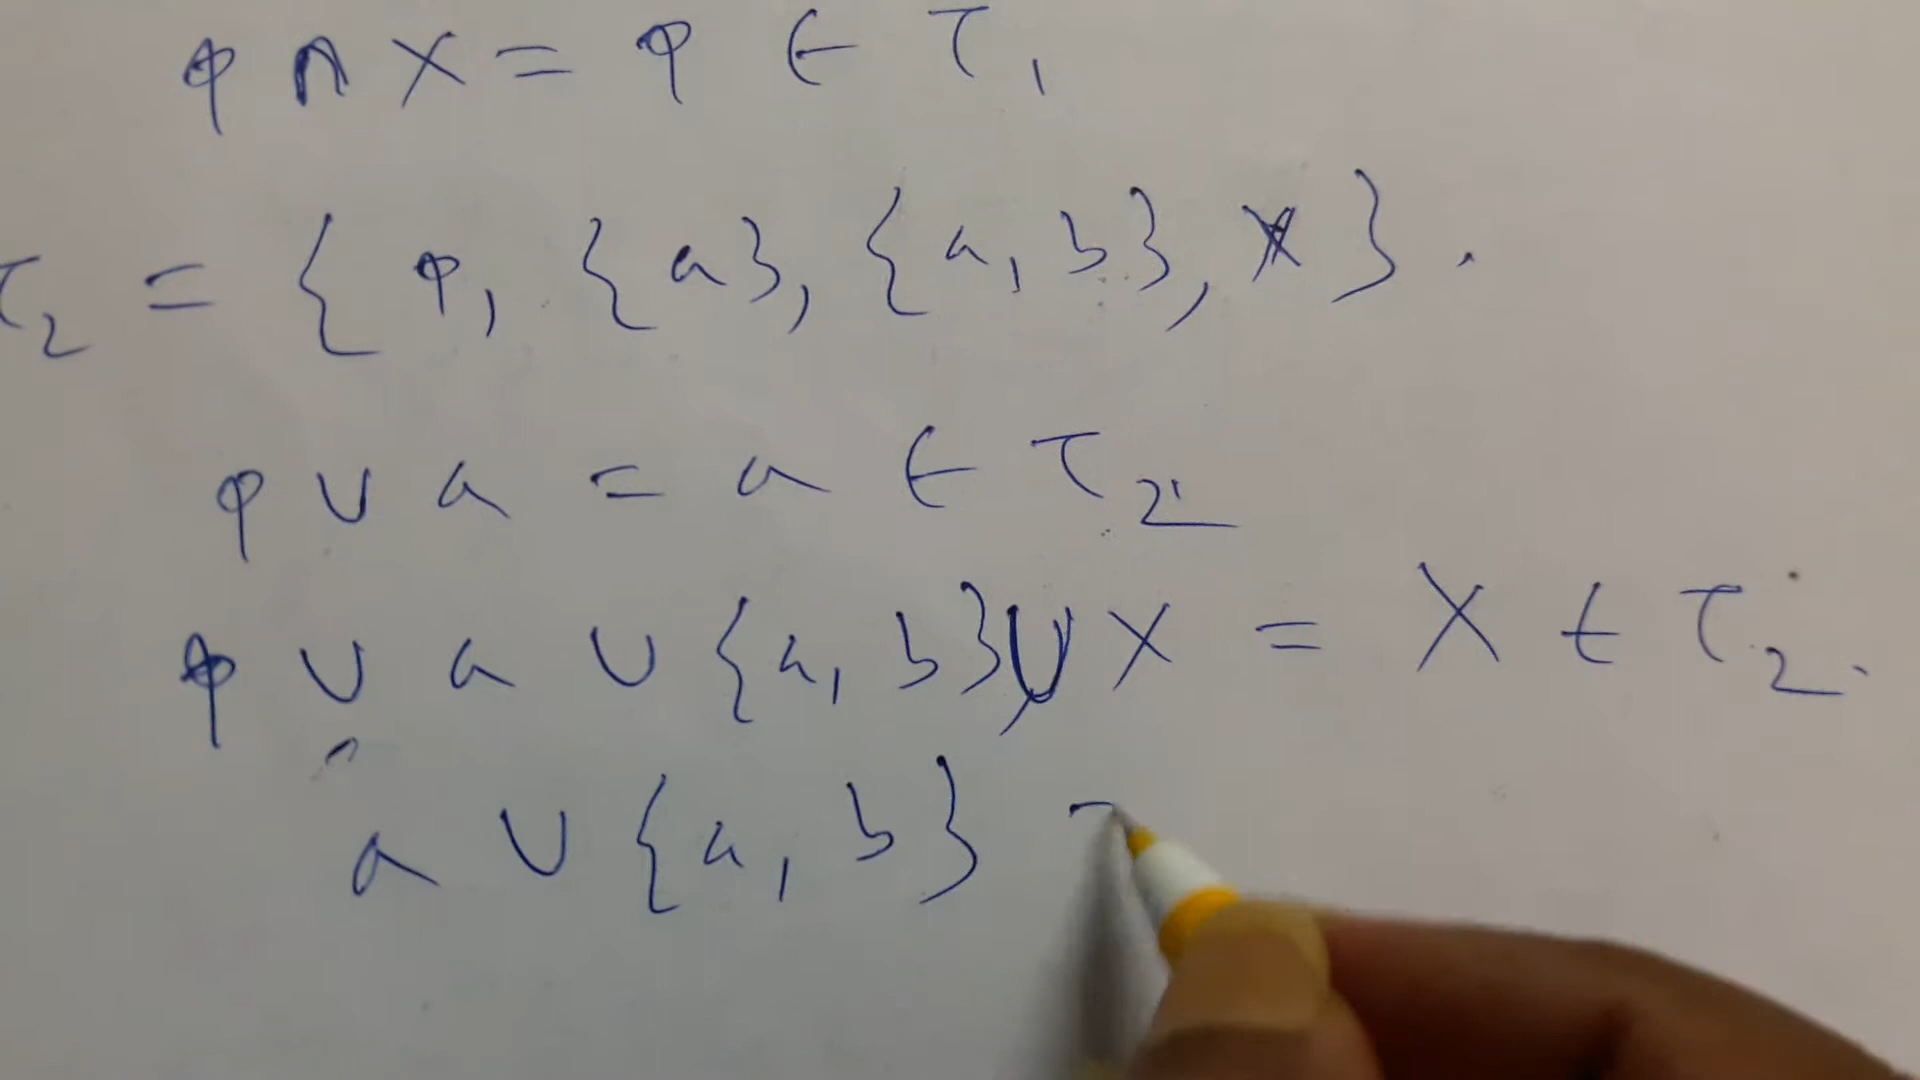 φ ∩ X = φ ∈ τ₁
τ₂ = { φ, {a}, {a, b}, X } .
φ ∪ a = a ∈ τ₂
φ ∪ a ∪ {a, b} ∪ X = X ∈ τ₂.
a ∪ {a, b}